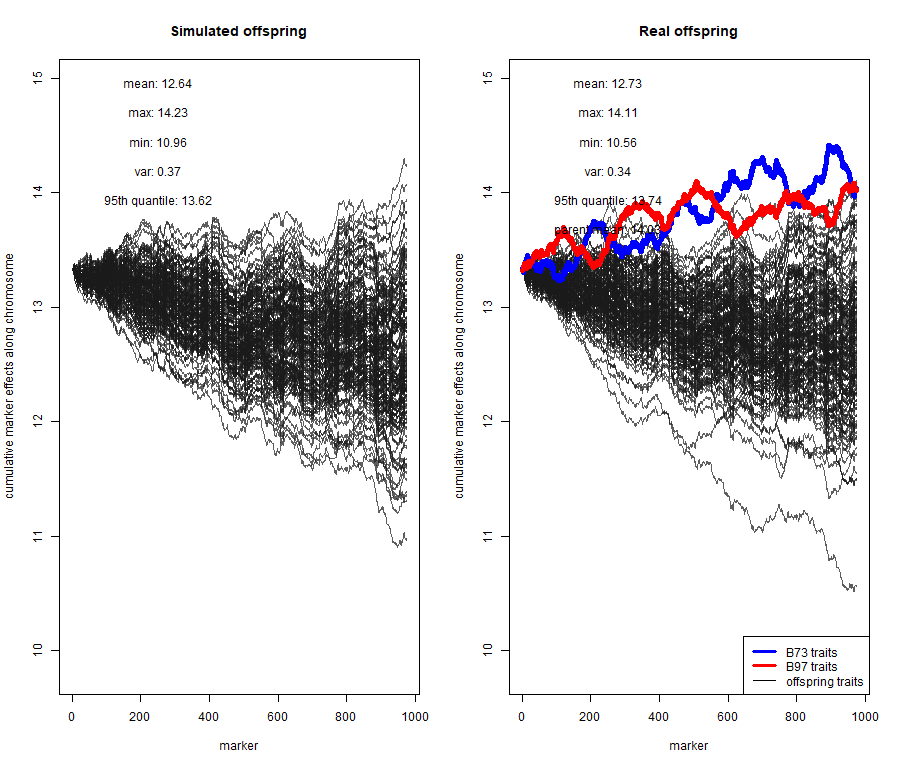 Simulated offspring
mean: 12.64
max: 14.23
min: 10.96
var: 0.37
95th quantile: 13.62
cumulative marker effects along chromosome
10
11
12
13
14
15
0
200
400
600
800
1000
marker
Real offspring
mean: 12.73
max: 14.11
min: 10.56
var: 0.34
95th quantile: 13.74
cumulative marker effects along chromosome
10
11
12
13
14
15
0
200
400
600
800
1000
marker
B73 traits
B97 traits
offspring traits